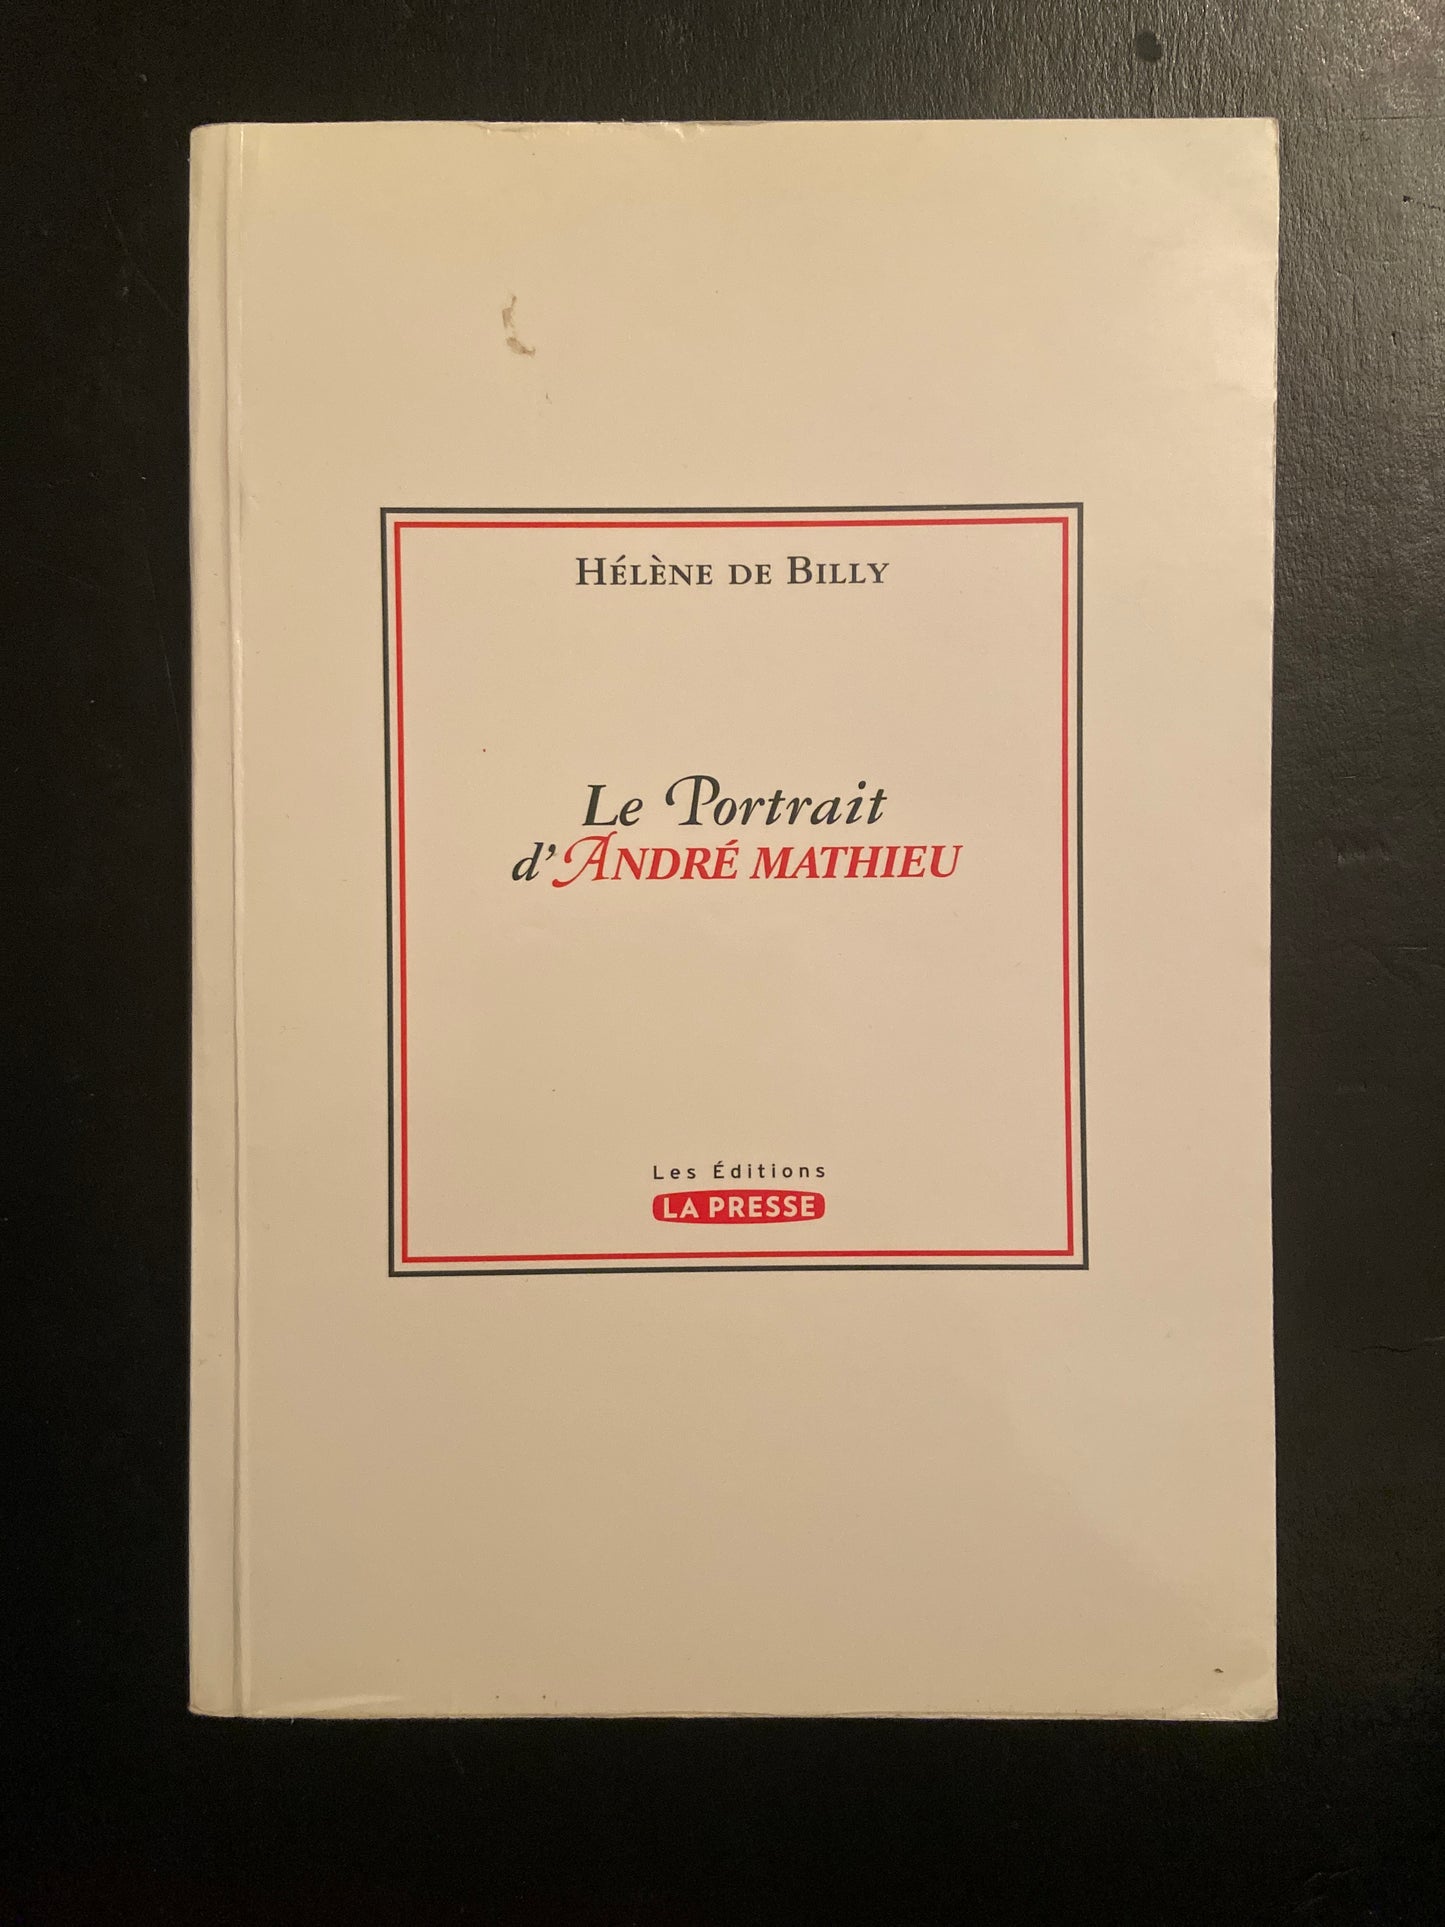 Hélène de Billy
Le Portrait
d'André Mathieu
Les Éditions
LA PRESSE